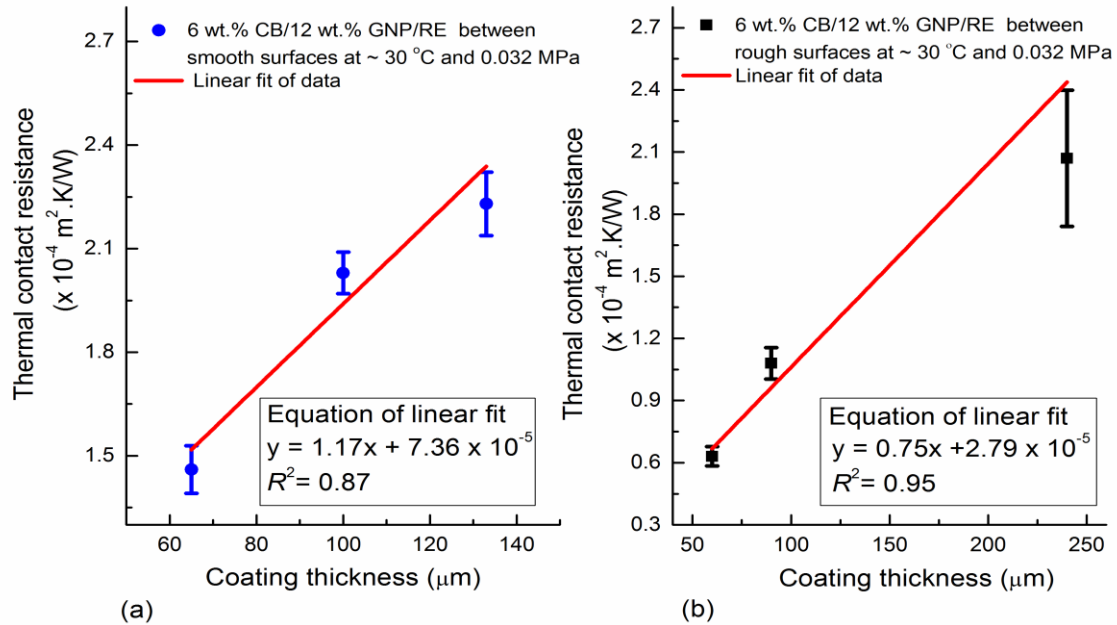 6 wt.% CB/12 wt.% GNP/RE between
smooth surfaces at ~ 30 °C and 0.032 MPa
Linear fit of data
Thermal contact resistance
(x 10⁻⁴ m².K/W)
2.7
2.4
2.1
1.8
1.5
Equation of linear fit
y = 1.17x + 7.36 x 10⁻⁵
R² = 0.87
60
80
100
120
140
Coating thickness (μm)
(a)
6 wt.% CB/12 wt.% GNP/RE between
rough surfaces at ~ 30 °C and 0.032 MPa
Linear fit of data
Thermal contact resistance
(x 10⁻⁴ m².K/W)
2.7
2.4
2.1
1.8
1.5
1.2
0.9
0.6
0.3
Equation of linear fit
y = 0.75x +2.79 x 10⁻⁵
R² = 0.95
50
100
150
200
250
Coating thickness (μm)
(b)